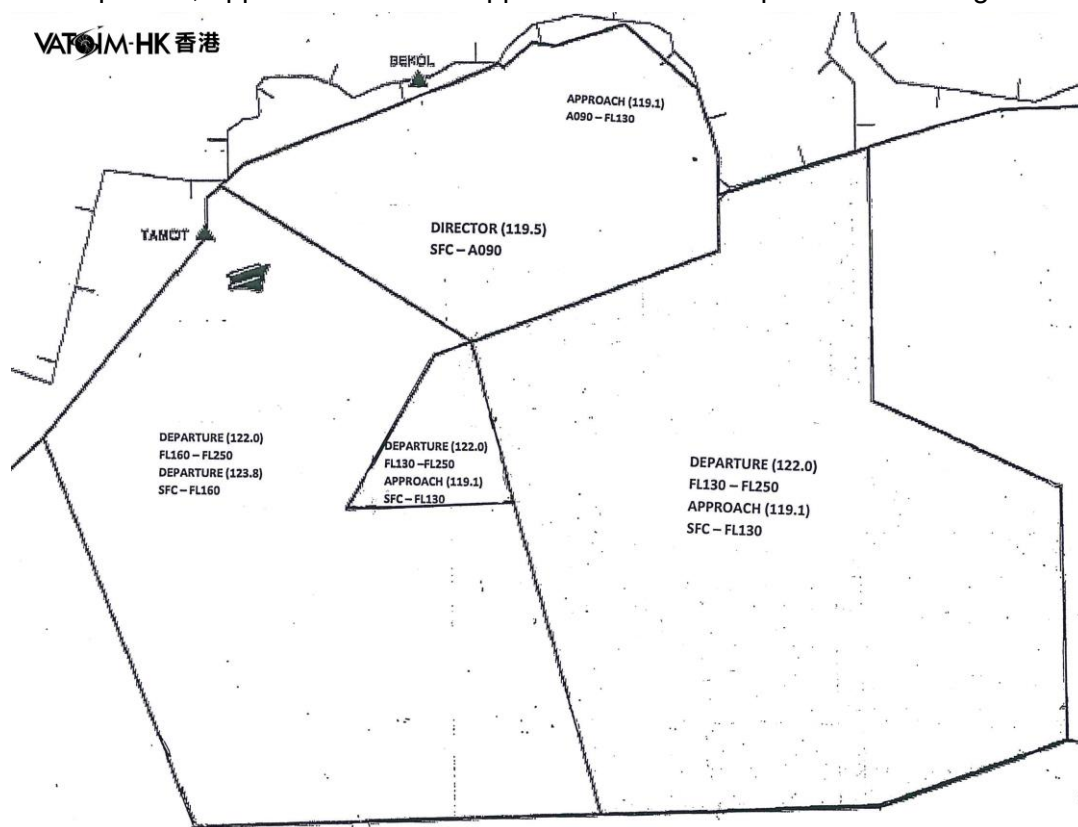 VATSIM-HK 香港
BEKOL
APPROACH (119.1)
A090 – FL130
TAMOT
DIRECTOR (119.5)
SFC – A090
DEPARTURE (122.0)
FL160 – FL250
DEPARTURE (123.8)
SFC – FL160
DEPARTURE (122.0)
FL130 –FL250
APPROACH (119.1)
SFC – FL130
DEPARTURE (122.0)
FL130 – FL250
APPROACH (119.1)
SFC – FL130